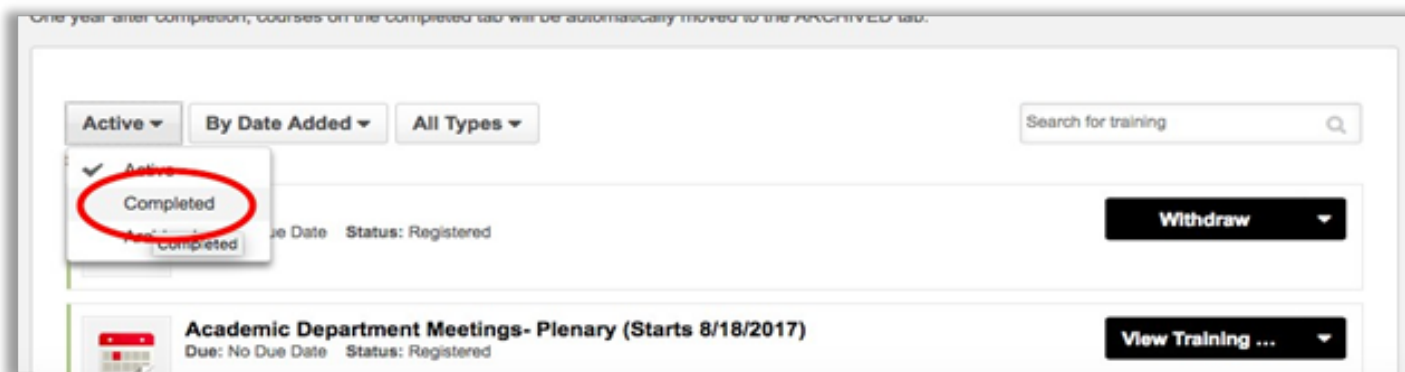 One year after completion, courses on the completed tab will be automatically moved to the ARCHIVED tab.
Active By Date Added All Types Search for training
Active
Completed
Completed
Date Status: Registered
Withdraw
Academic Department Meetings- Plenary (Starts 8/18/2017)
Due: No Due Date Status: Registered
View Training ...